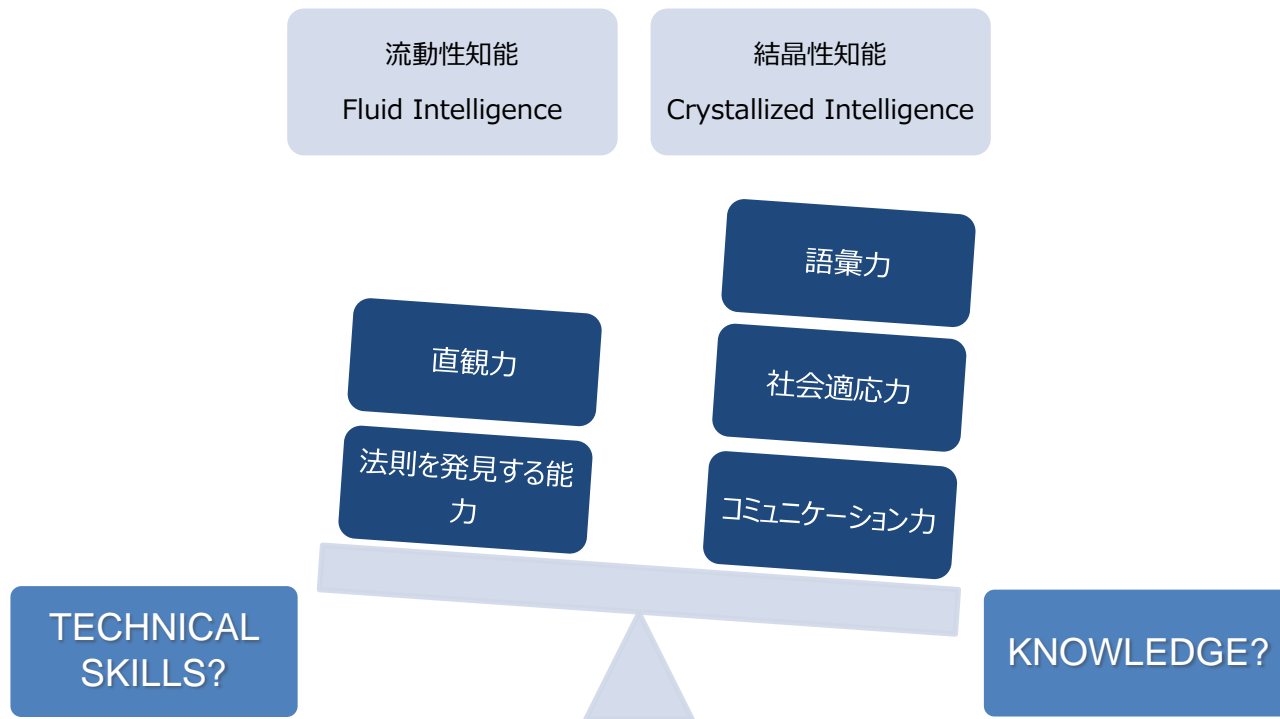 流動性知能
Fluid Intelligence
結晶性知能
Crystallized Intelligence
直観力
法則を発見する能
力
語彙力
社会適応力
コミュニケーション力
TECHNICAL
SKILLS?
KNOWLEDGE?